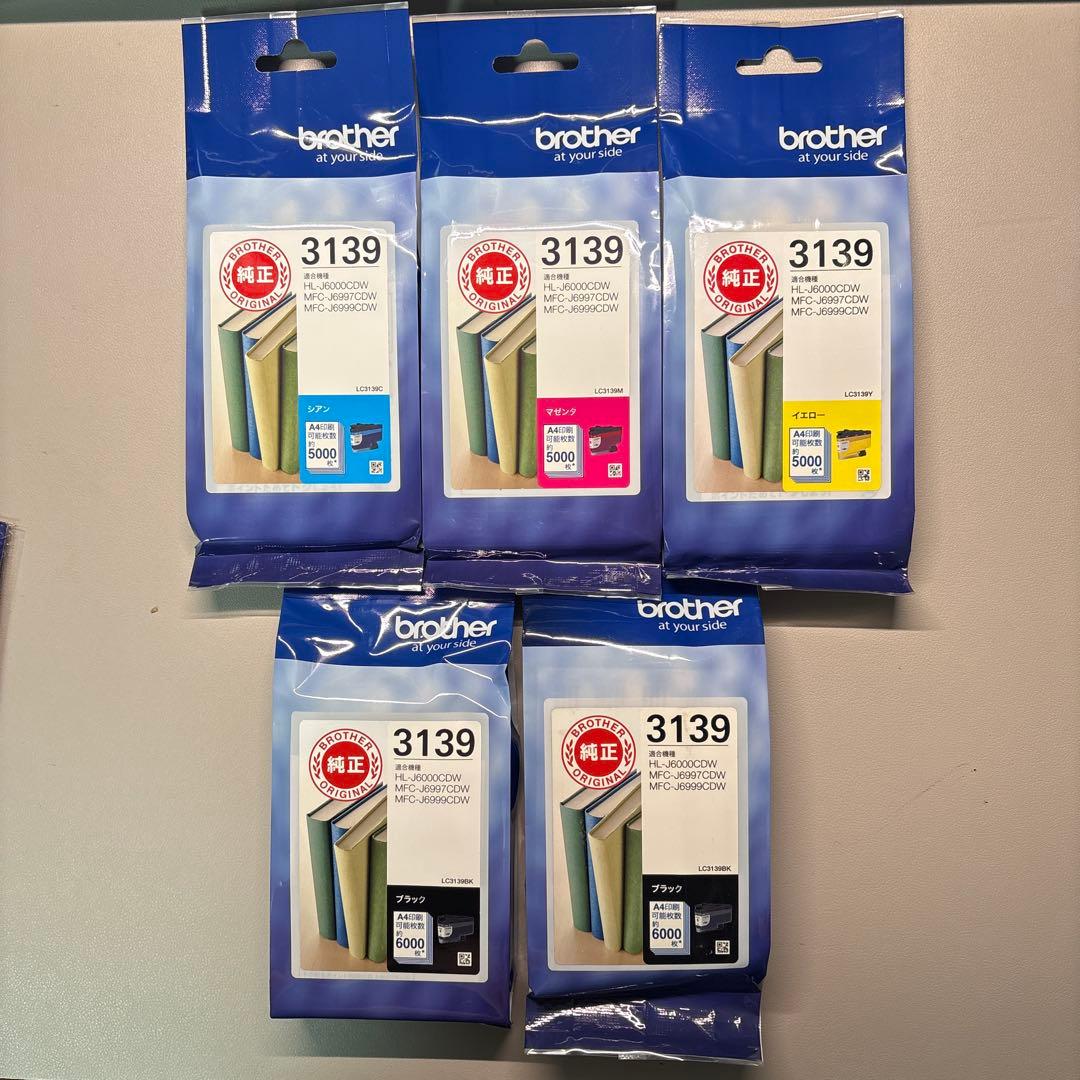 brother
at your side
BROTHER
純正
ORIGINAL
3139
適合機種
HL-J6000CDW
MFC-J6997CDW
MFC-J6999CDW
LC3139C
シアン
A4印刷
可能枚数
約
5000
枚*
brother
at your side
BROTHER
純正
ORIGINAL
3139
適合機種
HL-J6000CDW
MFC-J6997CDW
MFC-J6999CDW
LC3139M
マゼンタ
A4印刷
可能枚数
約
5000
枚*
brother
at your side
BROTHER
純正
ORIGINAL
3139
適合機種
HL-J6000CDW
MFC-J6997CDW
MFC-J6999CDW
LC3139Y
イエロー
A4印刷
可能枚数
約
5000
枚*
brother
at your side
BROTHER
純正
ORIGINAL
3139
適合機種
HL-J6000CDW
MFC-J6997CDW
MFC-J6999CDW
LC3139BK
ブラック
A4印刷
可能枚数
約
6000
枚*
brother
at your side
BROTHER
純正
ORIGINAL
3139
適合機種
HL-J6000CDW
MFC-J6997CDW
MFC-J6999CDW
LC3139BK
ブラック
A4印刷
可能枚数
約
6000
枚*